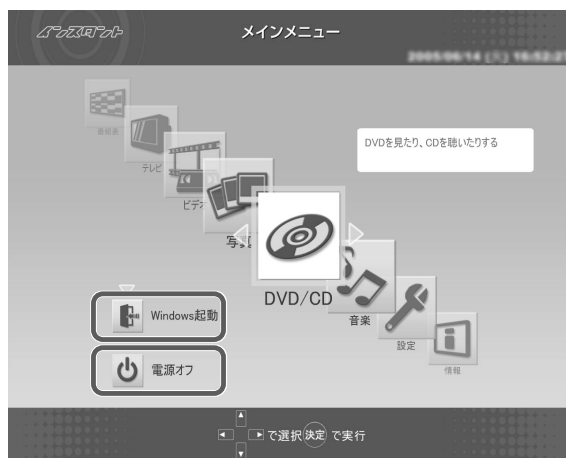 インスタント
メインメニュー
2005/06/14 [火] 16:52:27
番組表
テレビ
ビデオ
写真
DVDを見たり、CDを聴いたりする
DVD/CD
音楽
設定
情報
Windows起動
電源オフ
で選択 決定 で実行